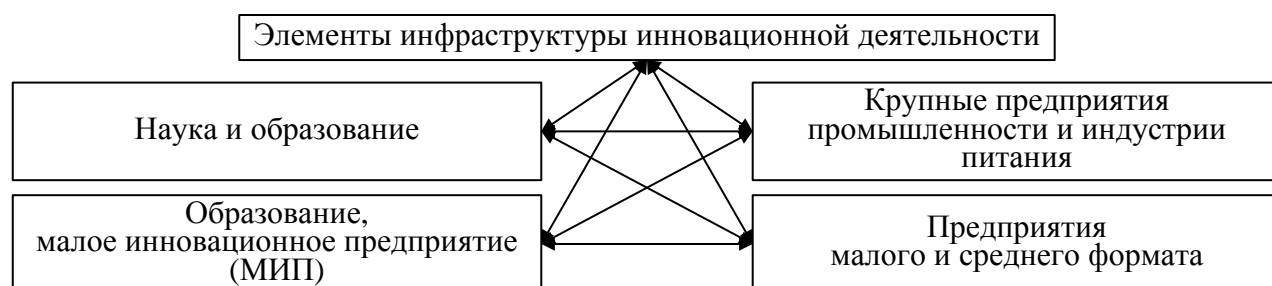 Элементы инфраструктуры инновационной деятельности
Наука и образование
Крупные предприятия
промышленности и индустрии
питания
Образование,
малое инновационное предприятие
(МИП)
Предприятия
малого и среднего формата